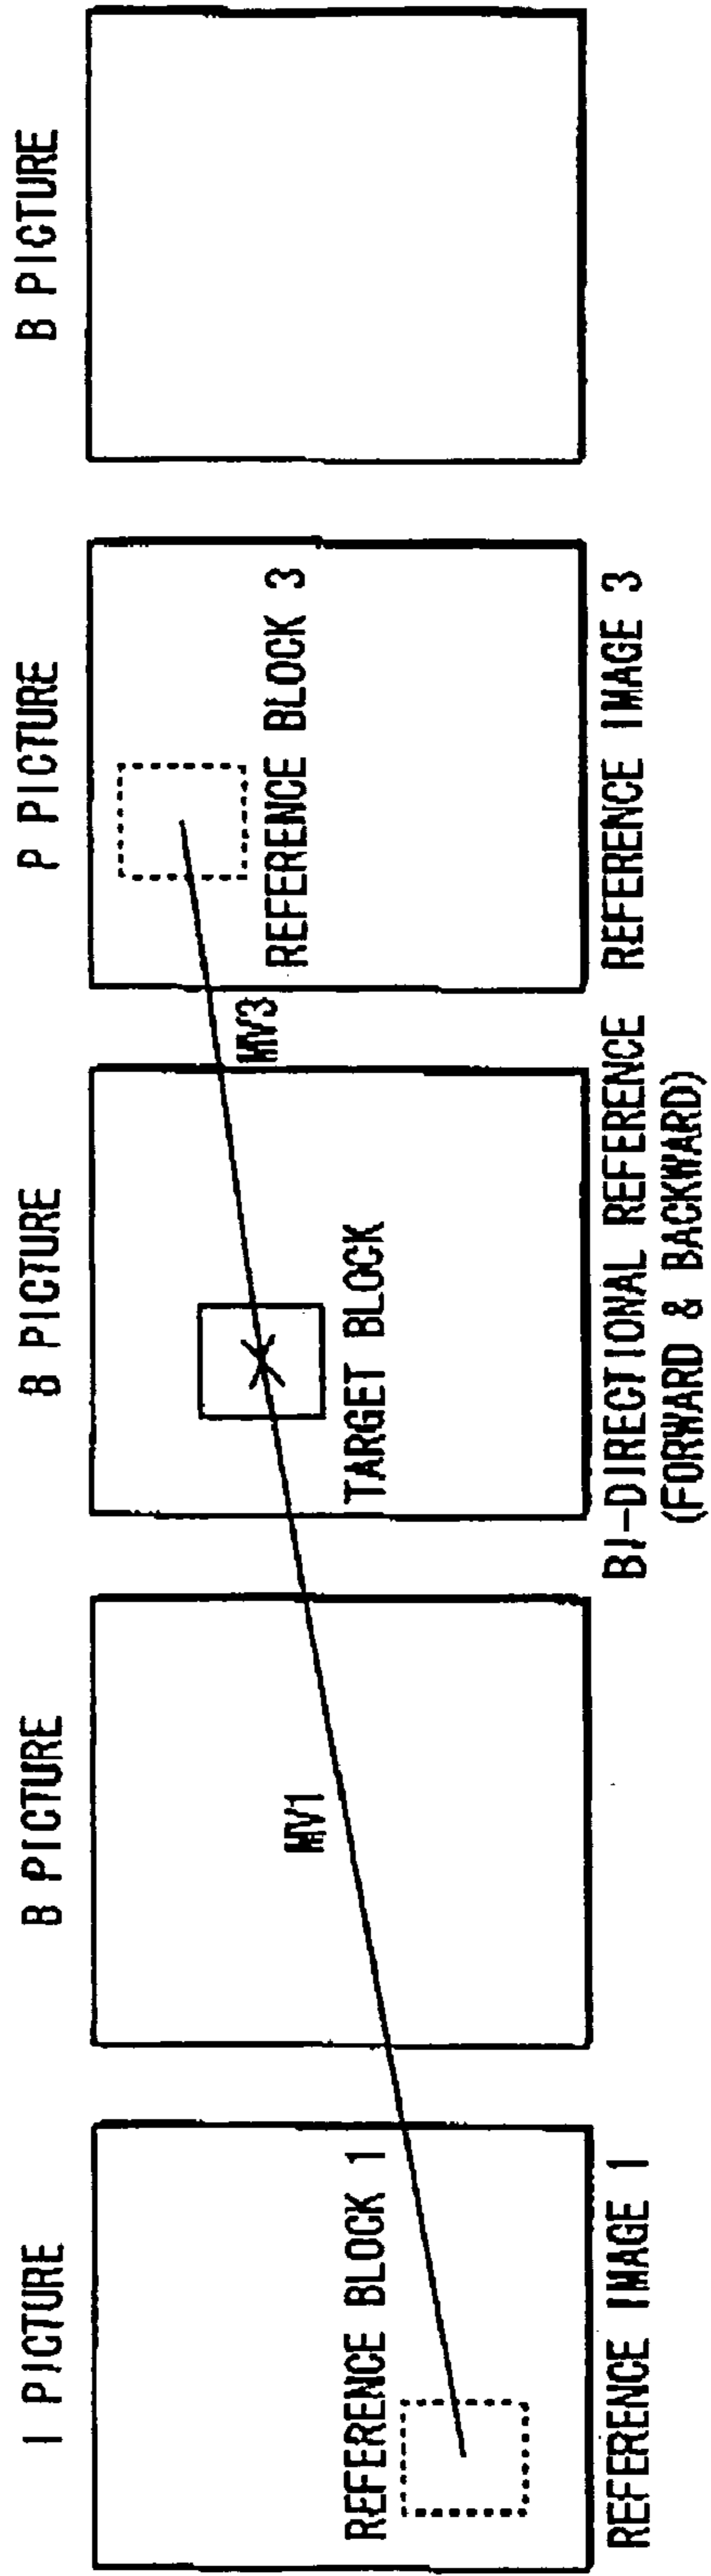 I PICTURE
B PICTURE
B PICTURE
P PICTURE
B PICTURE
REFERENCE BLOCK 1
MV1
TARGET BLOCK
MV3
REFERENCE BLOCK 3
REFERENCE IMAGE 1
BI-DIRECTIONAL REFERENCE
(FORWARD & BACKWARD)
REFERENCE IMAGE 3